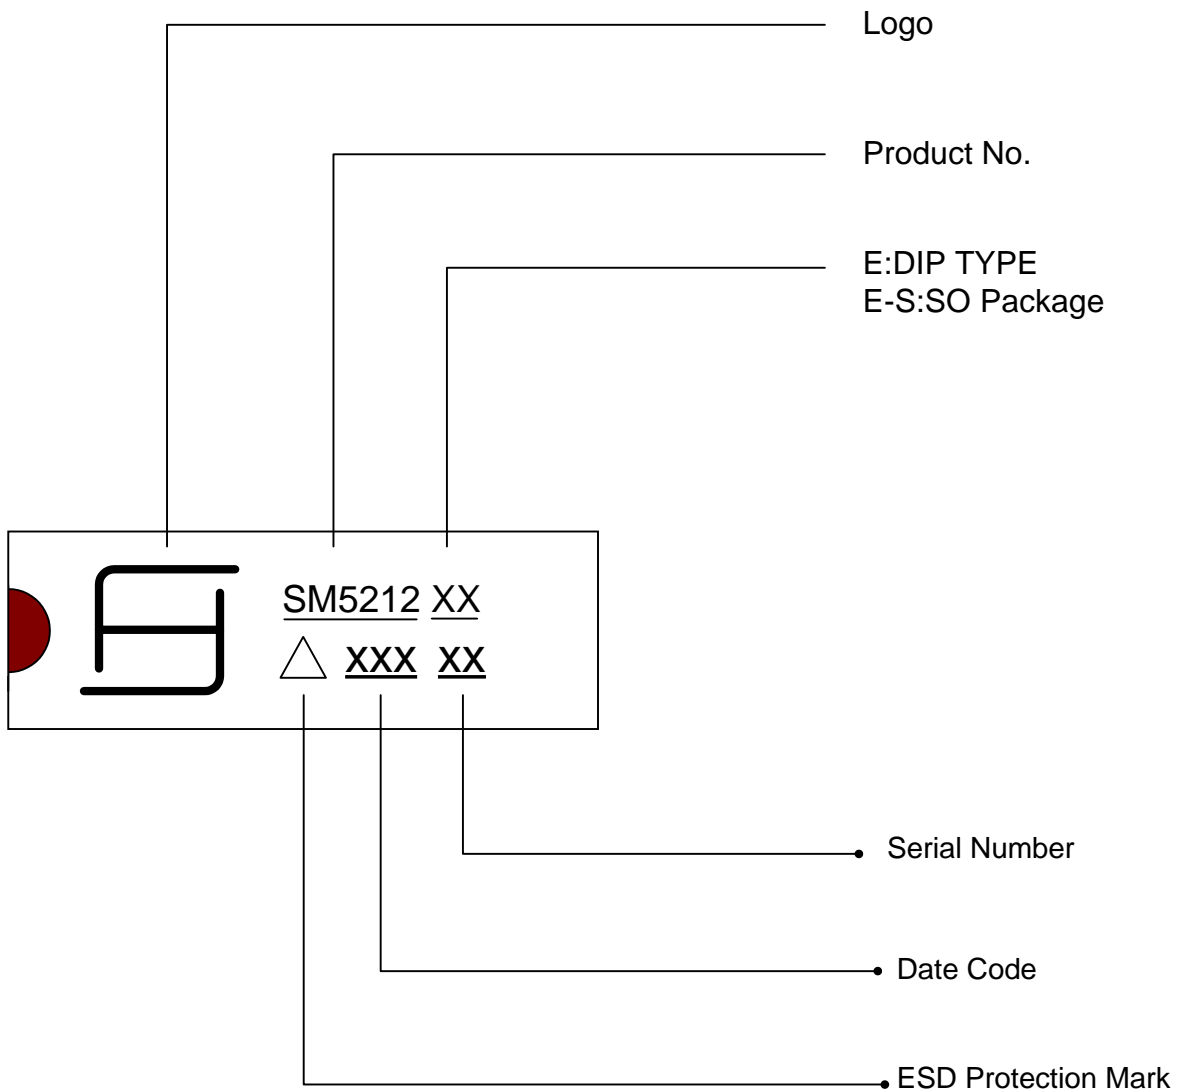 Logo
Product No.
E:DIP TYPE
E-S:SO Package
SM5212 XX
XXX XX
Serial Number
Date Code
ESD Protection Mark